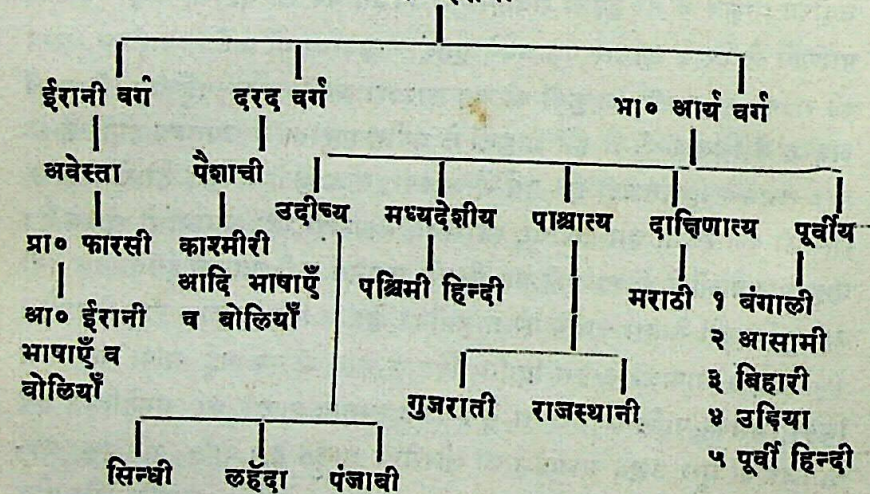 ईरानी वर्ग दरद वर्ग भा० आर्य वर्ग
अवेस्ता पैशाची
उदीच्य मध्यदेशीय पाश्चात्य दाक्षिणात्य पूर्वीय
प्रा० फारसी काश्मीरी
आदि भाषाएँ
व बोलियाँ
पश्चिमी हिन्दी
मराठी
१ बंगाली
२ आसामी
३ बिहारी
४ उड़िया
५ पूर्वी हिन्दी
आ० ईरानी
भाषाएँ व
वोलियाँ
गुजराती राजस्थानी
सिन्धी लहँदा पंजाबी